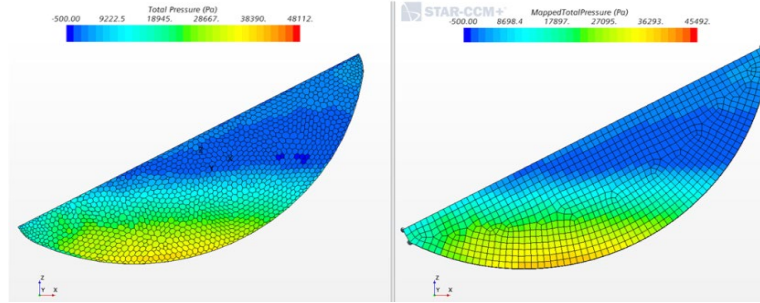 Total Pressure (Pa)
-500.00 9222.5 18945. 28667. 38390. 48112.
STAR-CCM+
MappedTotalPressure (Pa)
-500.00 8698.4 17897. 27095. 36293. 45492.
Z
Y X
Z
Y X